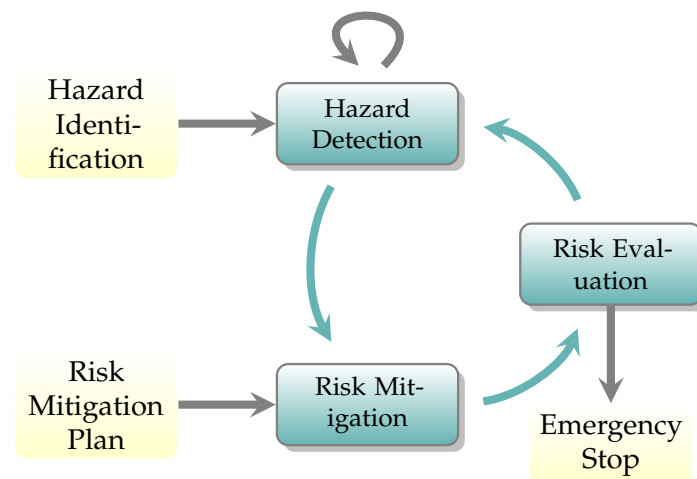 Hazard
Identi-
fication
Hazard
Detection
Risk Eval-
uation
Risk
Mitigation
Plan
Risk Mit-
igation
Emergency
Stop